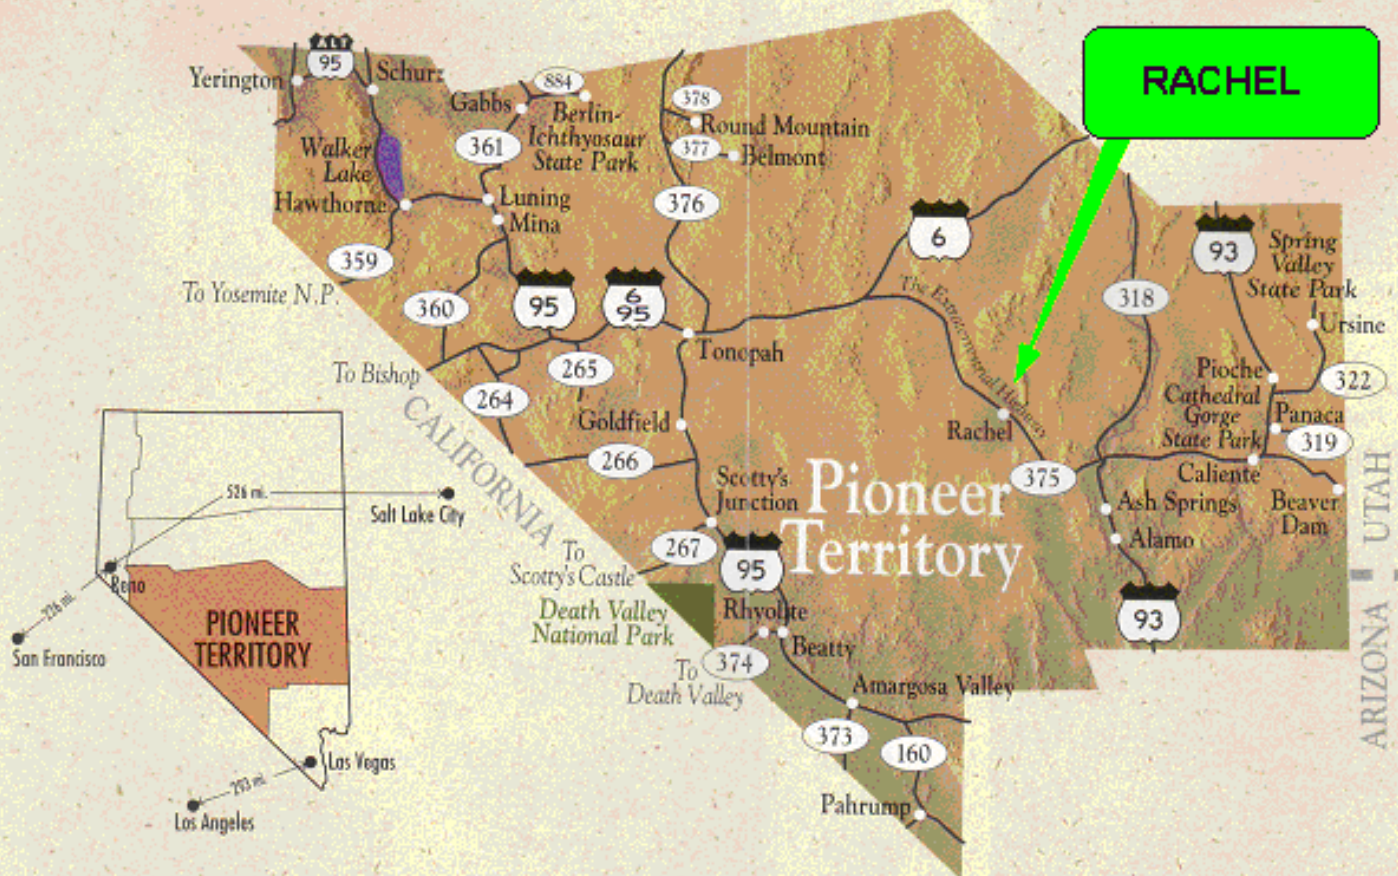 RACHEL
ALT
95
Yerington
Schurz
884
Gabbs
Berlin-
Ichthyosaur
State Park
378
Round Mountain
377
Belmont
361
Walker
Lake
Hawthorne
Luning
Mina
376
6
93
Spring
Valley
State Park
359
To Yosemite N.P.
360
95
6
95
The Extraterrestrial Highway
318
Ursine
Tonopah
To Bishop
265
264
Pioche
322
Cathedral
Gorge
State Park
Panaca
319
Goldfield
Rachel
CALIFORNIA
266
375
Caliente
Scotty's
Junction
Pioneer
Territory
Ash Springs
Beaver
Dam
UTAH
Alamo
267
To
Scotty's Castle
95
93
Death Valley
National Park
Rhyolite
Beatty
374
To
Death Valley
Amargosa Valley
ARIZONA
373
160
Pahrump
526 mi.
Salt Lake City
Reno
226 mi.
San Francisco
PIONEER
TERRITORY
Las Vegas
293 mi.
Los Angeles